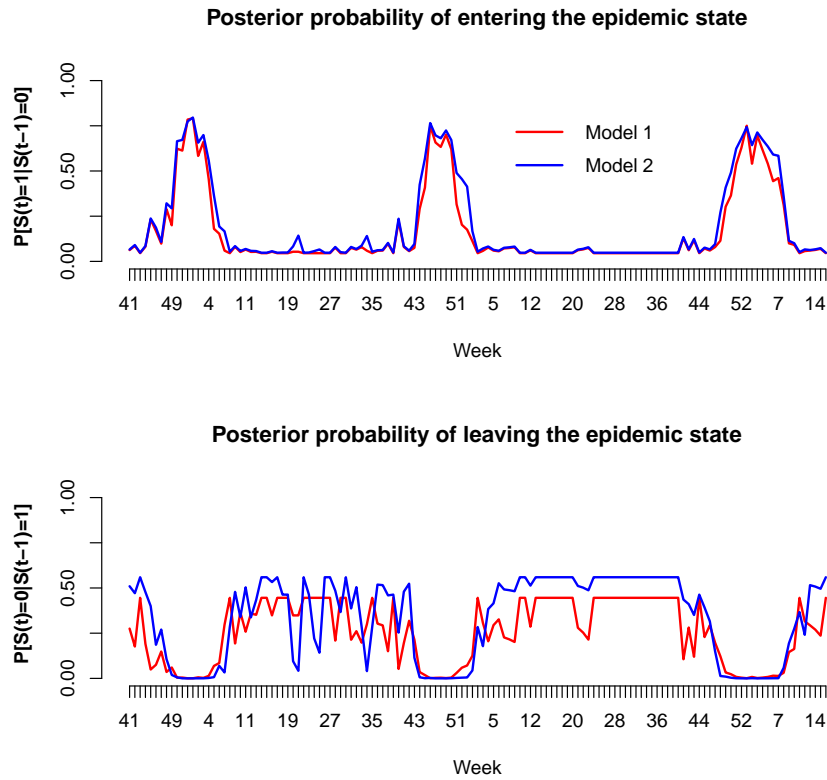 Posterior probability of entering the epidemic state
P[S(t)=1|S(t−1)=0]
1.00
0.50
0.00
Model 1
Model 2
41 49 4 11 19 27 35 43 51 5 12 20 28 36 44 52 7 14
Week
Posterior probability of leaving the epidemic state
P[S(t)=0|S(t−1)=1]
1.00
0.50
0.00
41 49 4 11 19 27 35 43 51 5 12 20 28 36 44 52 7 14
Week